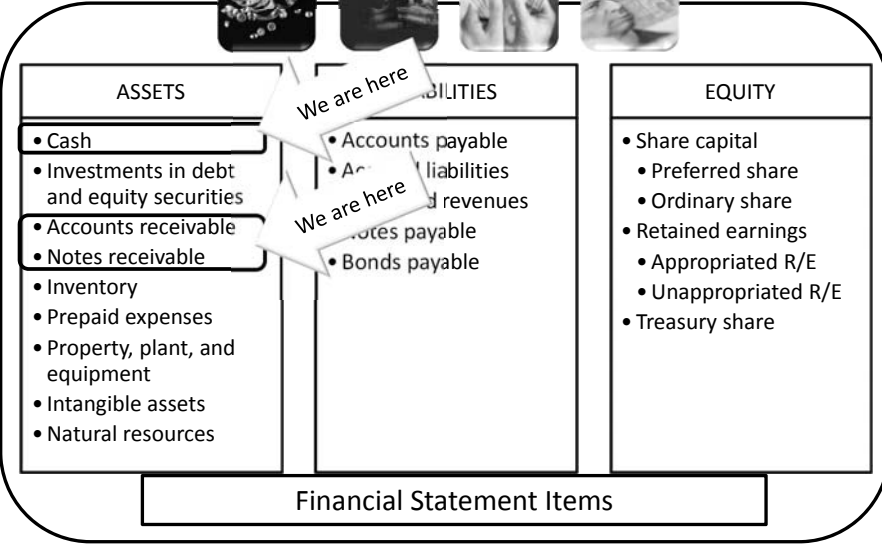 ASSETS
• Cash
• Investments in debt
and equity securities
• Accounts receivable
• Notes receivable
• Inventory
• Prepaid expenses
• Property, plant, and
equipment
• Intangible assets
• Natural resources
We are here
We are here
BILITIES
• Accounts payable
• liabilities
revenues
payable
• Bonds payable
EQUITY
• Share capital
• Preferred share
• Ordinary share
• Retained earnings
• Appropriated R/E
• Unappropriated R/E
• Treasury share
Financial Statement Items